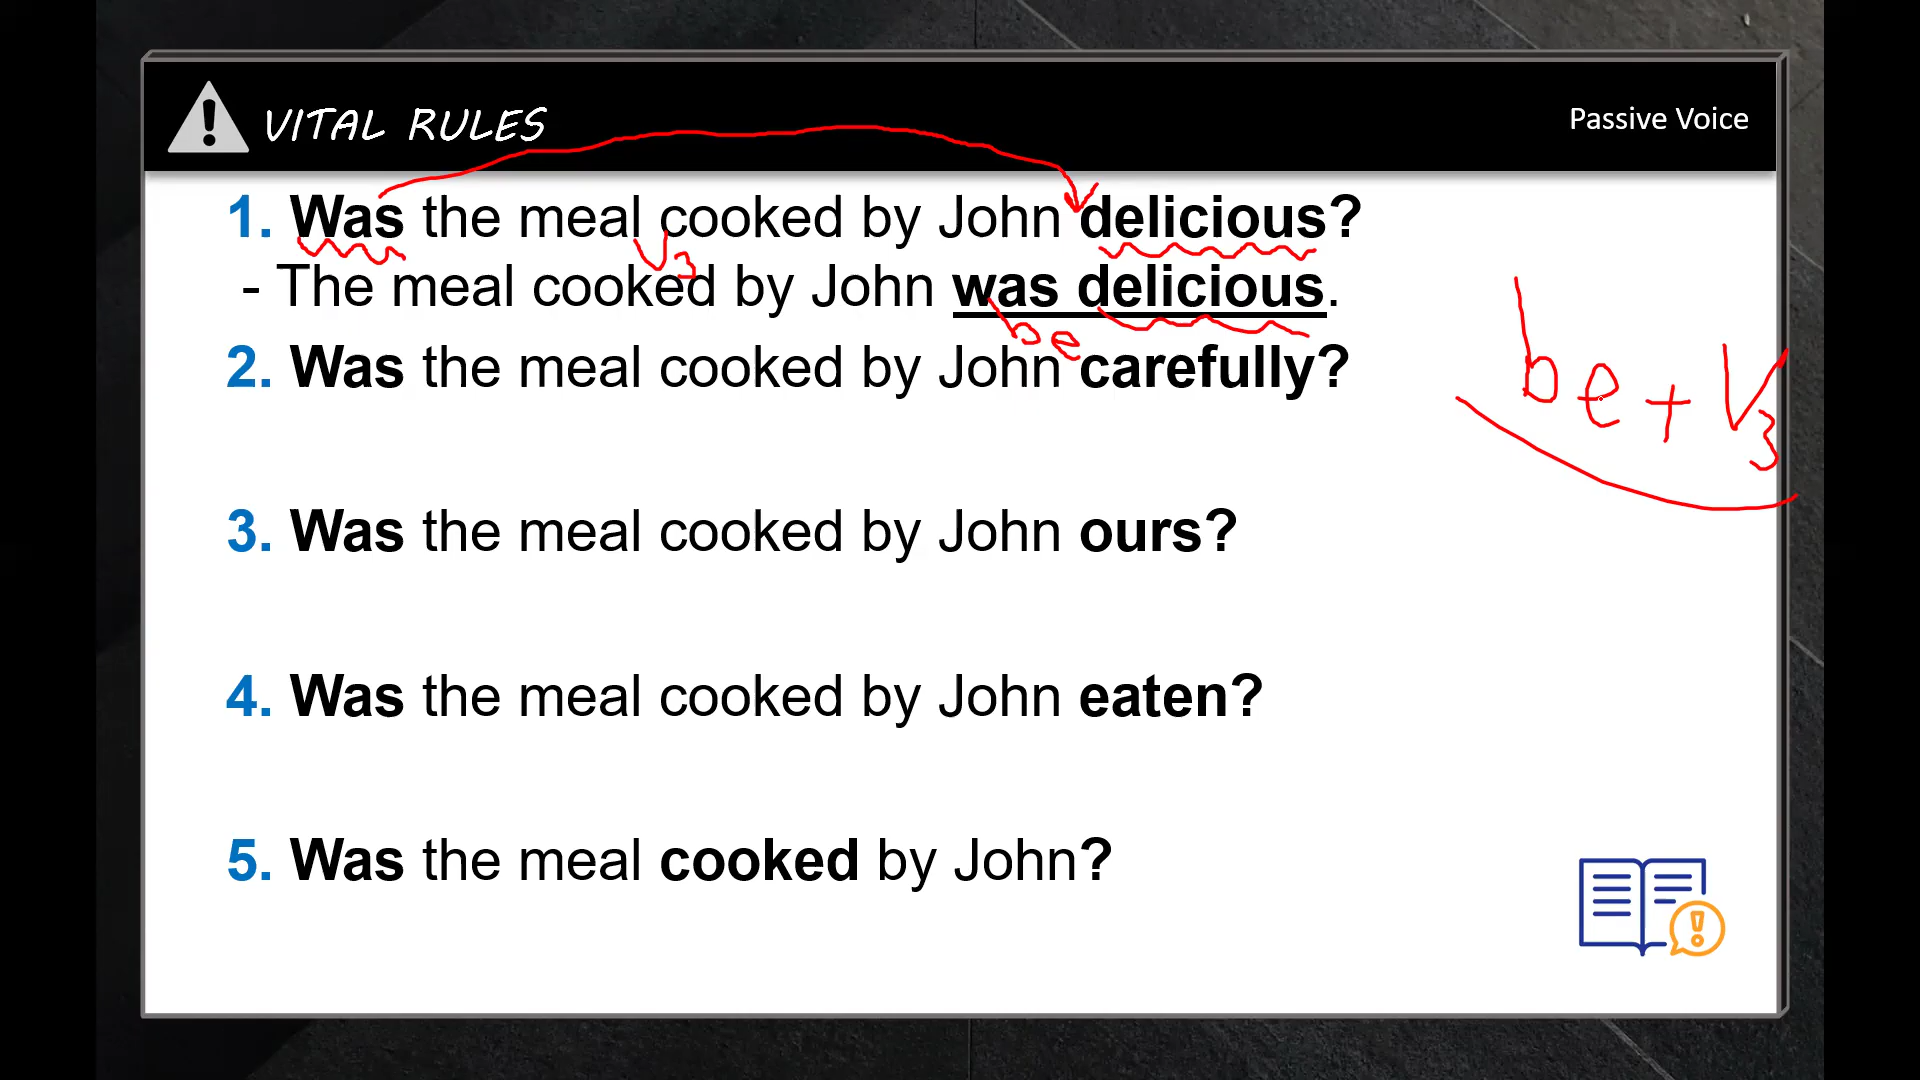 VITAL RULES
Passive Voice
1. Was the meal cooked by John delicious?
V3
- The meal cooked by John was delicious.
be
2. Was the meal cooked by John carefully?
be + V3
3. Was the meal cooked by John ours?
4. Was the meal cooked by John eaten?
5. Was the meal cooked by John?